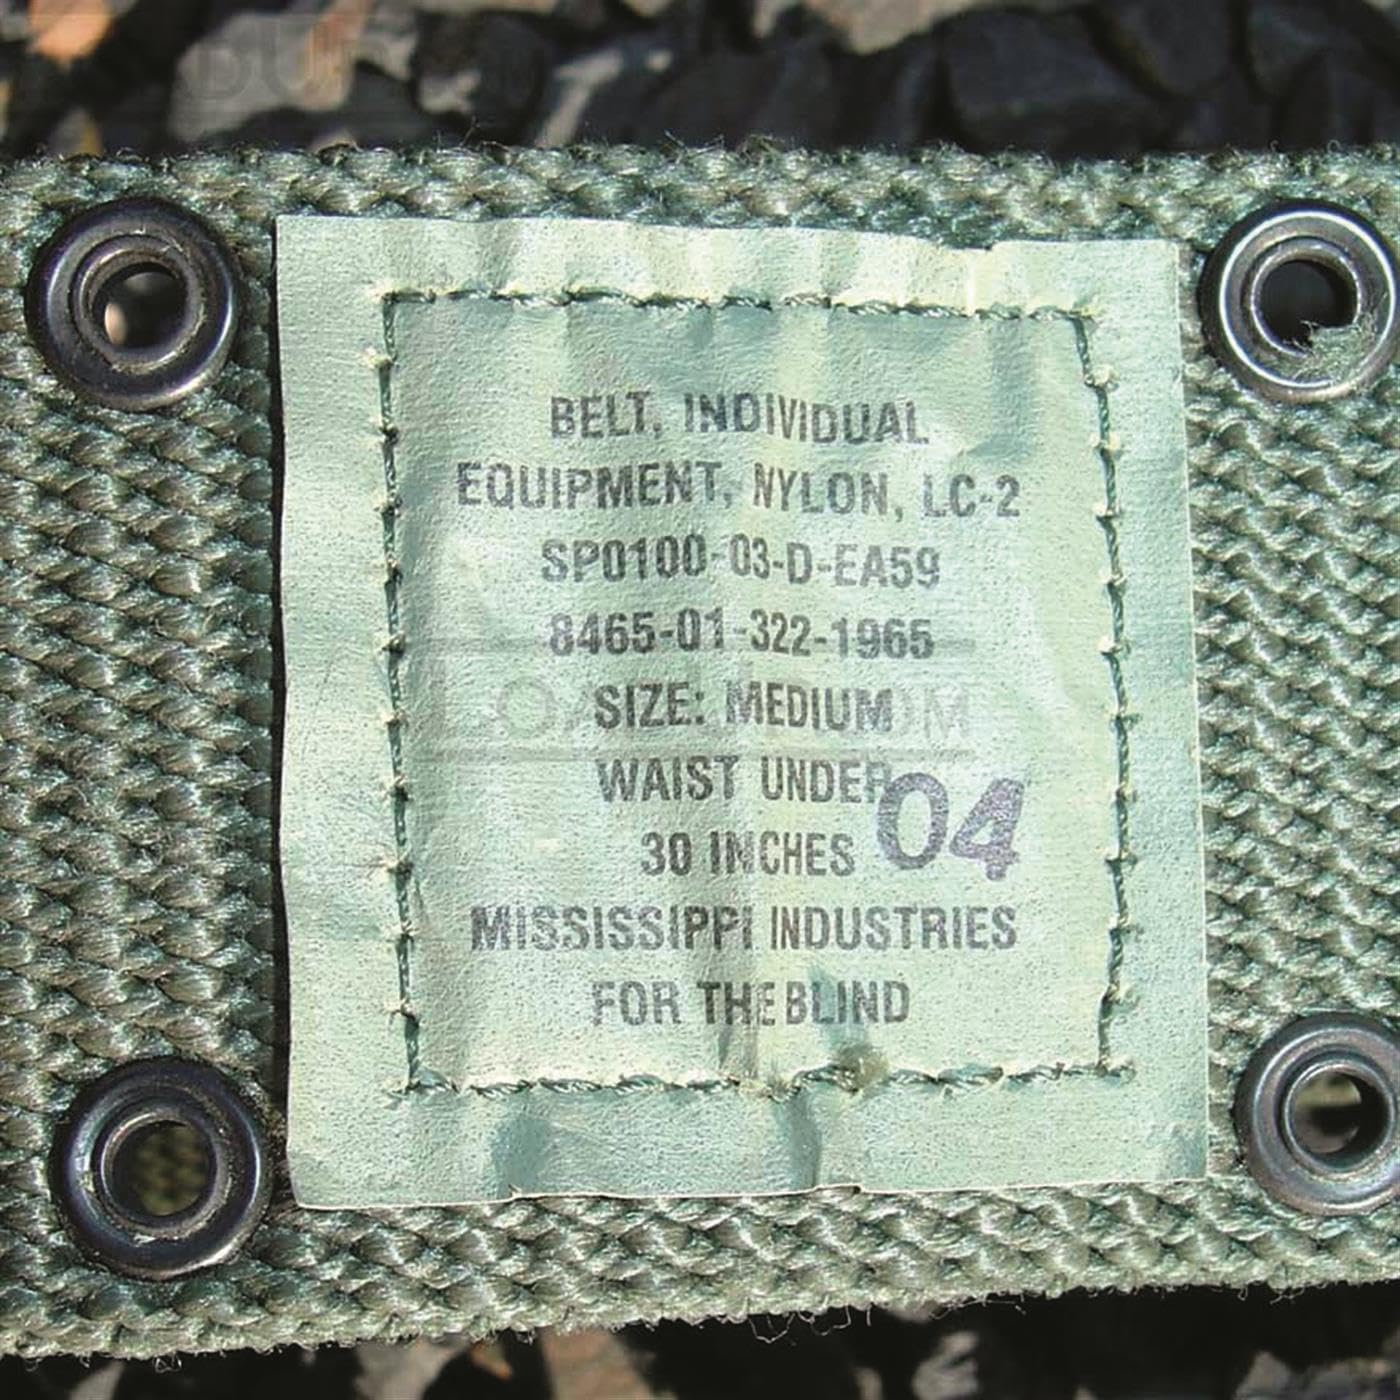 BELT, INDIVIDUAL
EQUIPMENT, NYLON, LC-2
SP0100-03-D-EA59
8465-01-322-1965
SIZE: MEDIUM
WAIST UNDER
04
30 INCHES
MISSISSIPPI INDUSTRIES
FOR THE BLIND